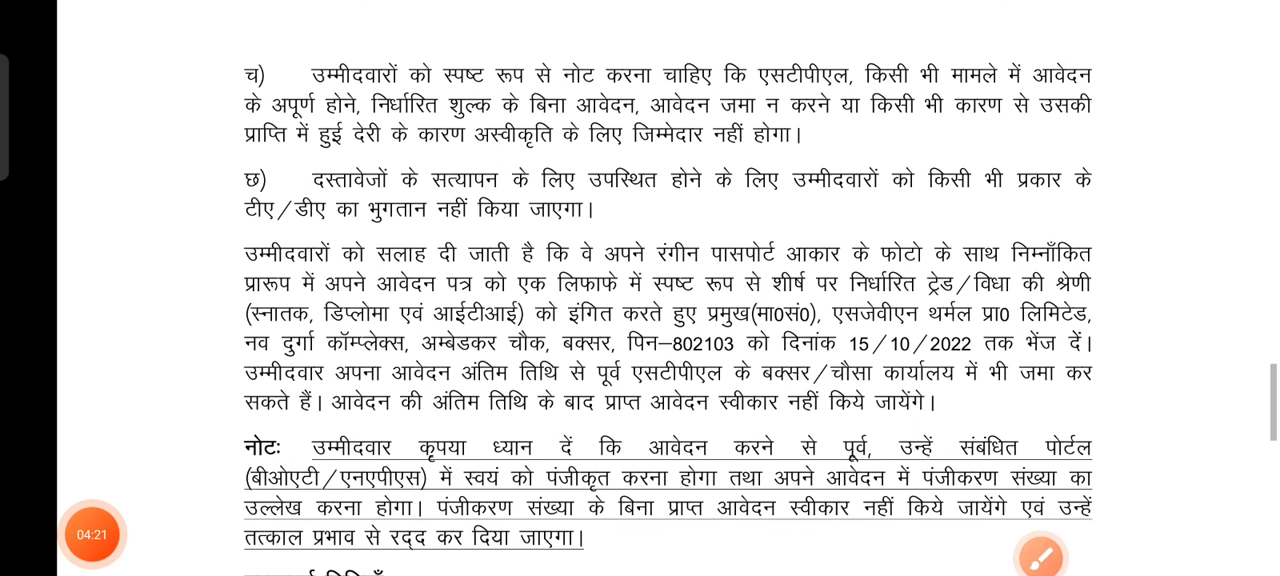 च) उम्मीदवारों को स्पष्ट रूप से नोट करना चाहिए कि एसटीपीएल, किसी भी मामले में आवेदन
के अपूर्ण होने, निर्धारित शुल्क के बिना आवेदन, आवेदन जमा न करने या किसी भी कारण से उसकी
प्राप्ति में हुई देरी के कारण अस्वीकृति के लिए जिम्मेदार नहीं होगा।
छ) दस्तावेजों के सत्यापन के लिए उपस्थित होने के लिए उम्मीदवारों को किसी भी प्रकार के
टीए/डीए का भुगतान नहीं किया जाएगा।
उम्मीदवारों को सलाह दी जाती है कि वे अपने रंगीन पासपोर्ट आकार के फोटो के साथ निम्नाँकित
प्रारूप में अपने आवेदन पत्र को एक लिफाफे में स्पष्ट रूप से शीर्ष पर निर्धारित ट्रेड/विधा की श्रेणी
(स्नातक, डिप्लोमा एवं आईटीआई) को इंगित करते हुए प्रमुख(मा0सं0), एसजेवीएन थर्मल प्रा0 लिमिटेड,
नव दुर्गा कॉम्प्लेक्स, अम्बेडकर चौक, बक्सर, पिन–802103 को दिनांक 15/10/2022 तक भेंज दें।
उम्मीदवार अपना आवेदन अंतिम तिथि से पूर्व एसटीपीएल के बक्सर/चौसा कार्यालय में भी जमा कर
सकते हैं। आवेदन की अंतिम तिथि के बाद प्राप्त आवेदन स्वीकार नहीं किये जायेंगे।
नोटः उम्मीदवार कृपया ध्यान दें कि आवेदन करने से पूर्व, उन्हें संबंधित पोर्टल
(बीओएटी/एनएपीएस) में स्वयं को पंजीकृत करना होगा तथा अपने आवेदन में पंजीकरण संख्या का
उल्लेख करना होगा। पंजीकरण संख्या के बिना प्राप्त आवेदन स्वीकार नहीं किये जायेंगे एवं उन्हें
तत्काल प्रभाव से रद्द कर दिया जाएगा।
04:21